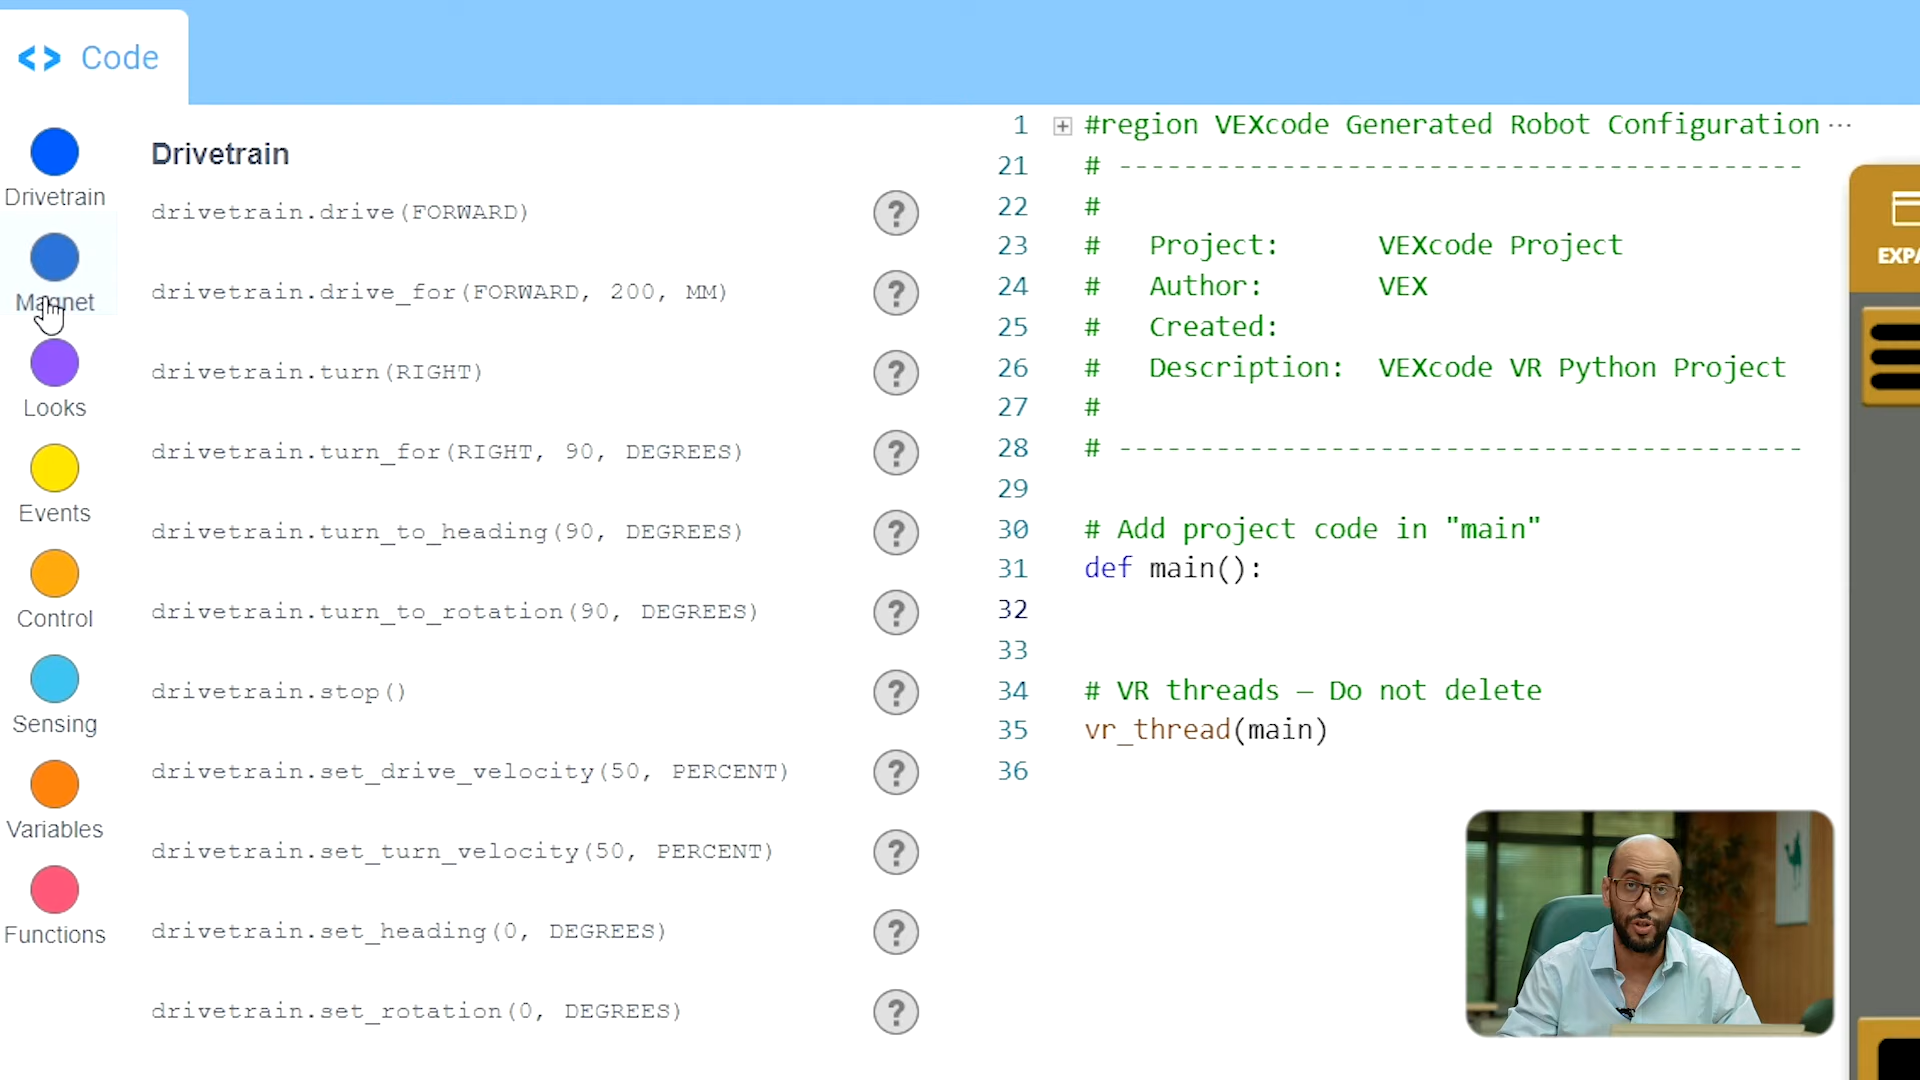 Code
Drivetrain
Magnet
Looks
Events
Control
Sensing
Variables
Functions
Drivetrain
drivetrain.drive(FORWARD)
drivetrain.drive_for(FORWARD, 200, MM)
drivetrain.turn(RIGHT)
drivetrain.turn_for(RIGHT, 90, DEGREES)
drivetrain.turn_to_heading(90, DEGREES)
drivetrain.turn_to_rotation(90, DEGREES)
drivetrain.stop()
drivetrain.set_drive_velocity(50, PERCENT)
drivetrain.set_turn_velocity(50, PERCENT)
drivetrain.set_heading(0, DEGREES)
drivetrain.set_rotation(0, DEGREES)
1 #region VEXcode Generated Robot Configuration ...
21 # ------------------------------------------
22 #
23 # Project: VEXcode Project
24 # Author: VEX
25 # Created:
26 # Description: VEXcode VR Python Project
27 #
28 # ------------------------------------------
29
30 # Add project code in "main"
31 def main():
32
33
34 # VR threads — Do not delete
35 vr_thread(main)
36